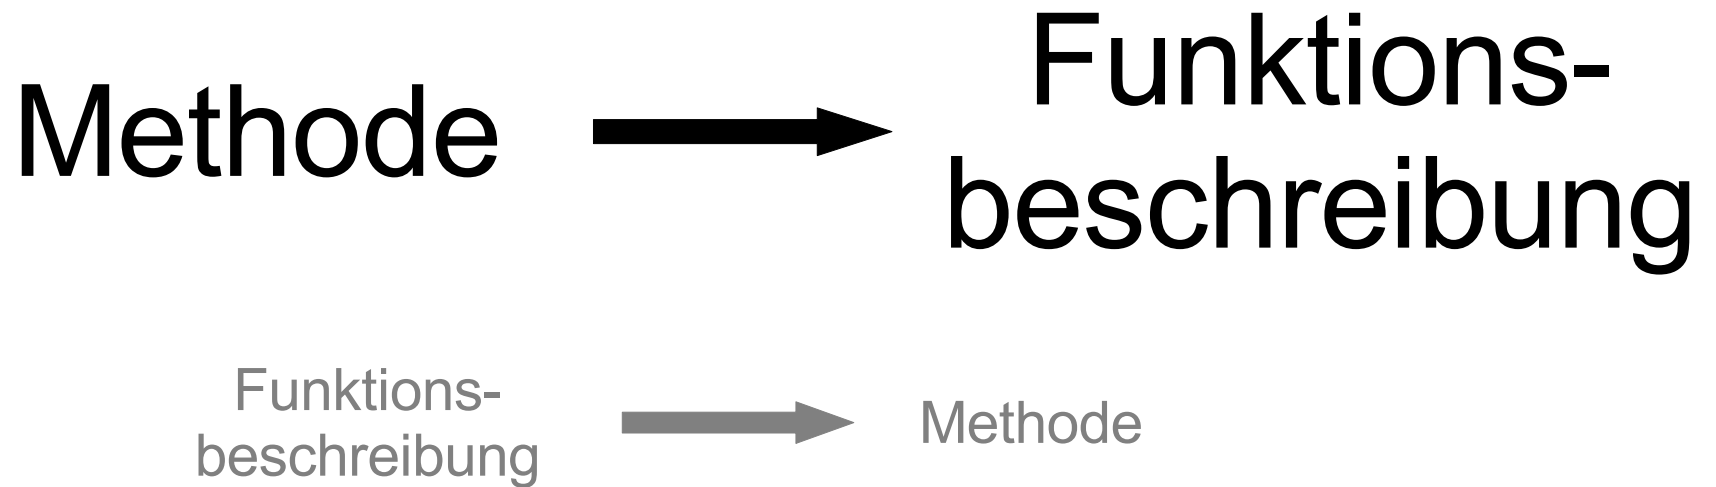 Methode
Funktions-
beschreibung
Funktions-
beschreibung
Methode